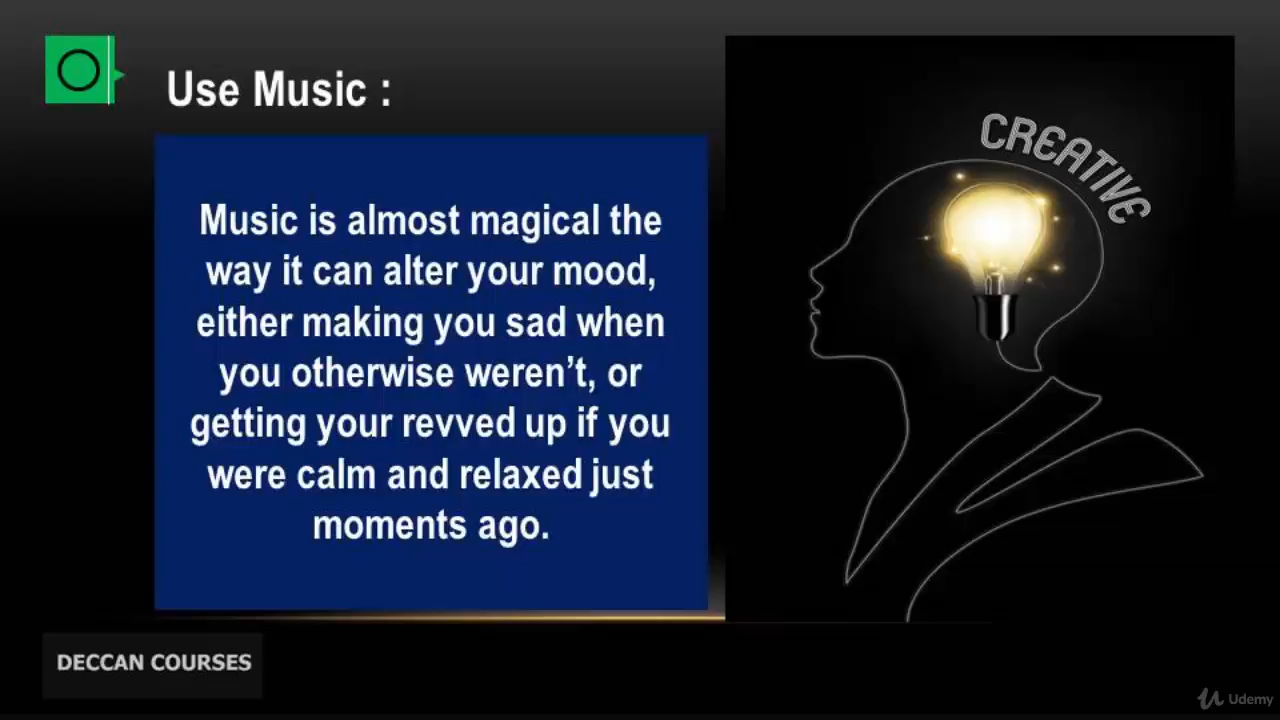 Use Music :
Music is almost magical the
way it can alter your mood,
either making you sad when
you otherwise weren’t, or
getting your revved up if you
were calm and relaxed just
moments ago.
CREATIVE
DECCAN COURSES
Udemy